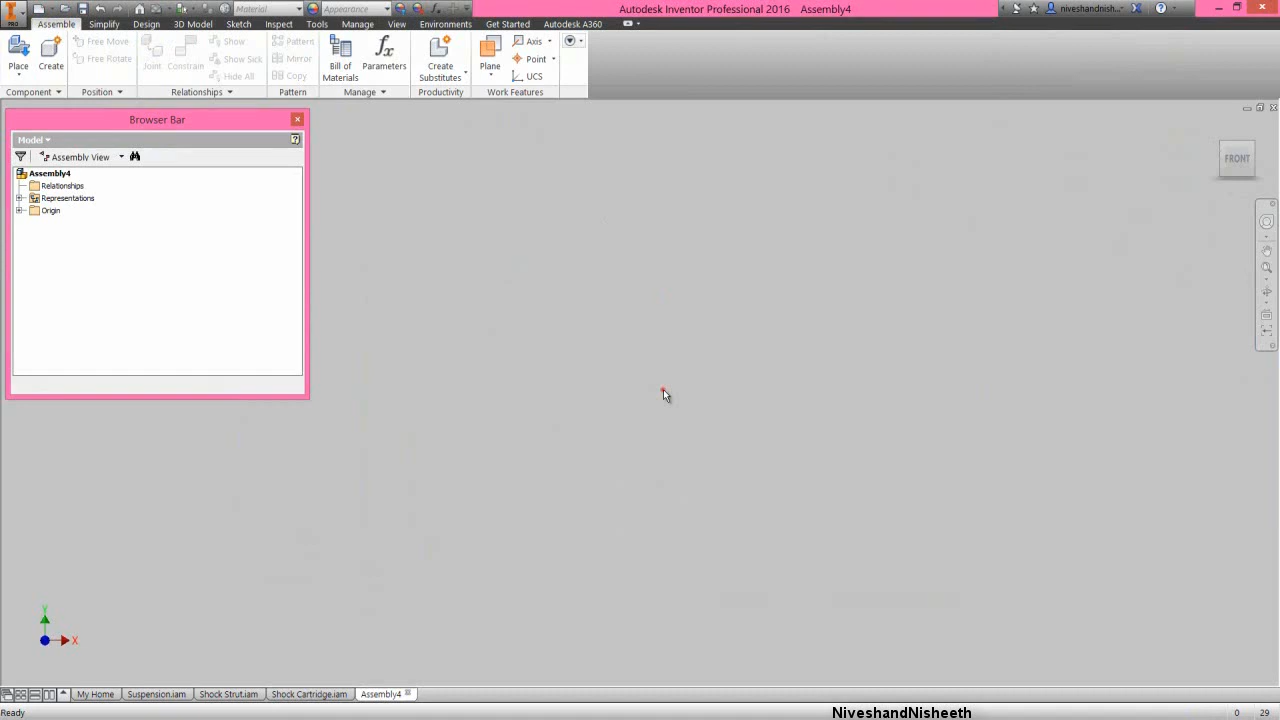 Material
Appearance
Autodesk Inventor Professional 2016 Assembly4
niveshandnish...
PRO
Assemble Simplify Design 3D Model Sketch Inspect Tools Manage View Environments Get Started Autodesk A360
Place
Create
Free Move
Free Rotate
Joint
Constrain
Show
Show Sick
Hide All
Pattern
Mirror
Copy
Bill of
Materials
Parameters
Create
Substitutes
Plane
Axis
Point
UCS
Component Position Relationships Pattern Manage Productivity Work Features
Browser Bar
Model
Assembly View
Assembly4
Relationships
Representations
Origin
FRONT
Y
X
My Home Suspension.iam Shock Strut.iam Shock Cartridge.iam Assembly4
Ready
NiveshandNisheeth
0 29